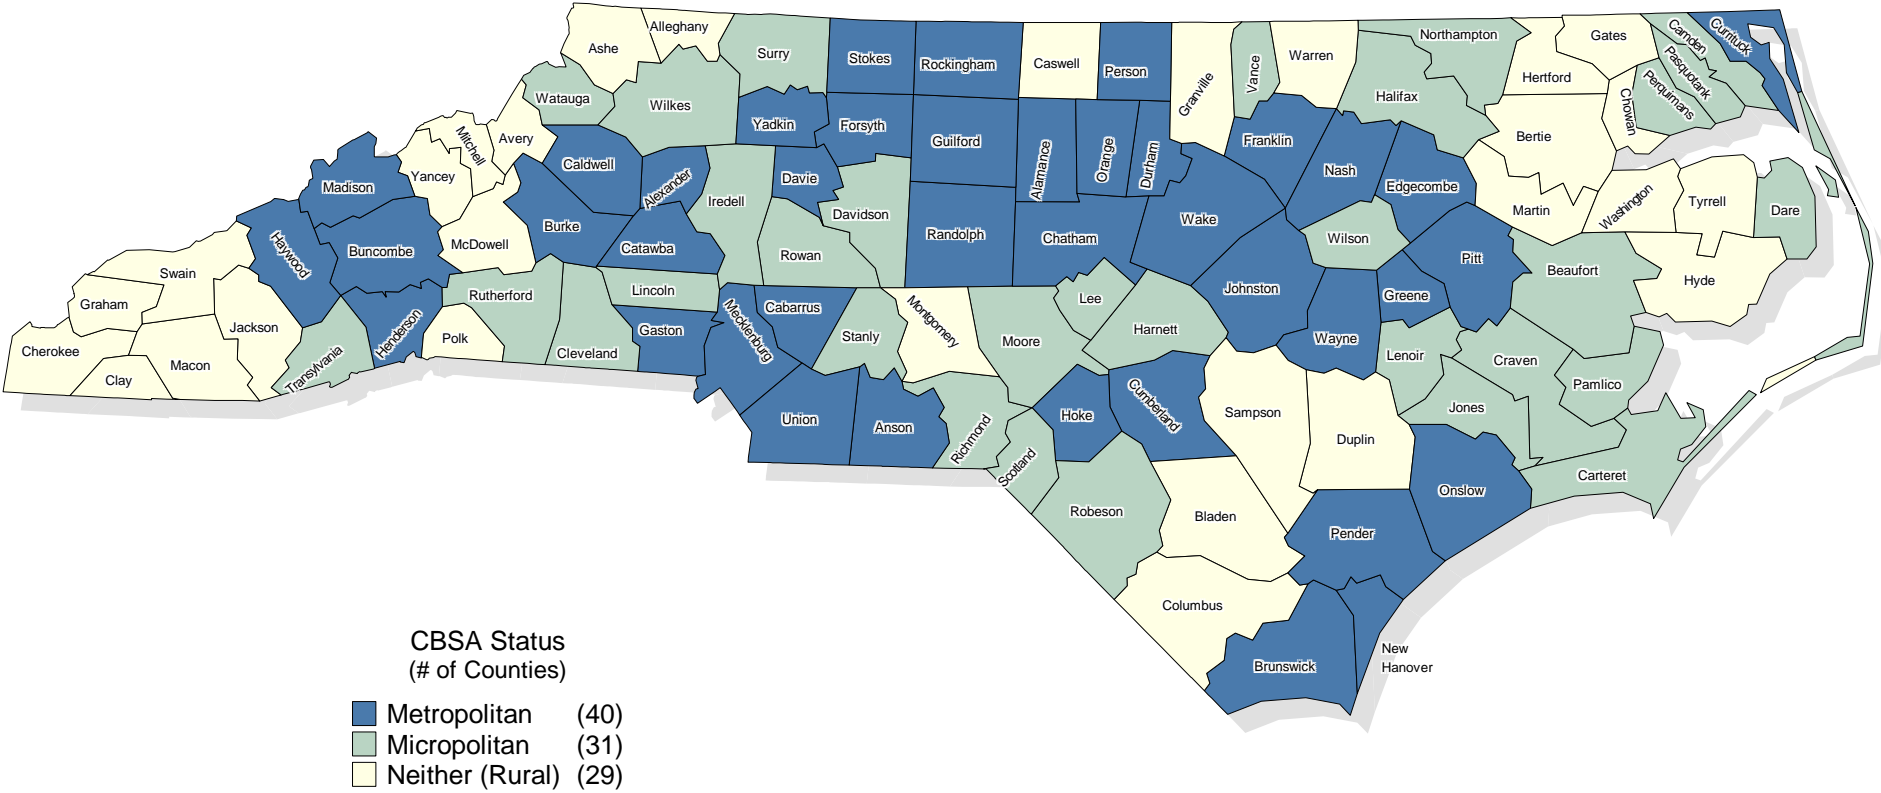 Alleghany
Ashe
Surry
Stokes
Rockingham
Caswell
Person
Granville
Vance
Warren
Northampton
Gates
Camden
Currituck
Pasquotank
Perquimans
Hertford
Halifax
Chowan
Watauga
Wilkes
Yadkin
Forsyth
Guilford
Alamance
Orange
Durham
Franklin
Nash
Edgecombe
Bertie
Mitchell
Avery
Caldwell
Alexander
Davie
Iredell
Davidson
Randolph
Chatham
Wake
Wilson
Martin
Washington
Tyrrell
Dare
Madison
Yancey
Burke
Catawba
Rowan
Pitt
Beaufort
Hyde
Haywood
Buncombe
McDowell
Swain
Graham
Jackson
Rutherford
Lincoln
Mecklenburg
Cabarrus
Montgomery
Lee
Johnston
Greene
Cherokee
Clay
Macon
Transylvania
Henderson
Polk
Cleveland
Gaston
Stanly
Moore
Harnett
Wayne
Lenoir
Craven
Pamlico
Union
Anson
Richmond
Scotland
Hoke
Cumberland
Sampson
Duplin
Jones
Carteret
Onslow
Robeson
Bladen
Pender
Columbus
Brunswick
New
Hanover
CBSA Status
(# of Counties)
Metropolitan (40)
Micropolitan (31)
Neither (Rural) (29)